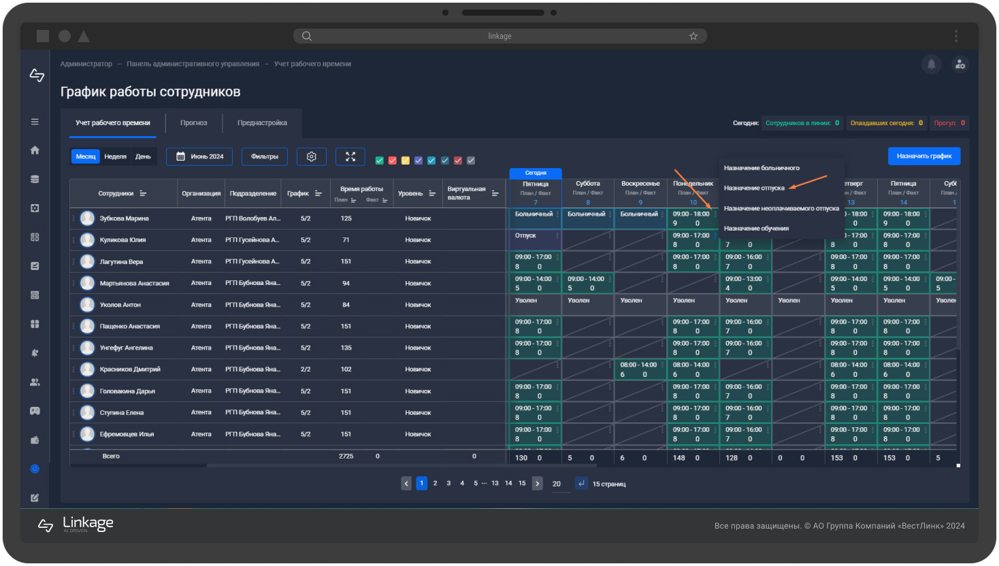 linkage
Администратор – Панель административного управления – Учет рабочего времени
График работы сотрудников
Учет рабочего времени Прогноз Преднастройка
Сегодня: Сотрудников в линии: 0 Опаздавших сегодня: 0 Прогул: 0
Месяц Неделя День Июнь 2024 Фильтры Назначить график
Назначение больничного
Назначение отпуска
Назначение неоплачиваемого отпуска
Назначение обучения
Сегодня
Сотрудники Организация Подразделение График Время работы План Факт Уровень Виртуальная валюта
Пятница Суббота Воскресенье Понедельник етверг Пятница Субб
План / Факт План / Факт План / Факт План / Факт н / Факт План / Факт План /
7 8 9 10 13 14 1
Зубкова Марина Атента РГП Волобуев Ал... 5/2 125 Новичок Больничный Больничный Больничный 09:00 - 18:00 0 - 18:00 09:00 - 18:00
9 0 0 9 0
Куликова Юлия Атента РГП Гусейнова А... 5/2 71 Новичок Отпуск 09:00 - 17:00 0 - 17:00 09:00 - 17:00
8 0 7 0 8 0 8 0
Лагутина Вера Атента РГП Гусейнова А... 5/2 151 Новичок 09:00 - 17:00 09:00 - 17:00 09:00 - 16:00 09:00 - 17:00 09:00 - 17:00
8 0 8 0 7 0 8 0 8 0
Мартьянова Анастасия Атента РГП Бубнова Яна... 5/2 94 Новичок 09:00 - 14:00 09:00 - 14:00 09:00 - 13:00 09:00 - 14:00 09:00 - 14:00 09:00 -
5 0 5 0 4 0 5 0 5 0 5
Уколов Антон Атента РГП Бубнова Яна... 5/2 84 Новичок Уволен Уволен Уволен Уволен Уволен Уволен Уволен Уволен Уволен
Пащенко Анастасия Атента РГП Бубнова Яна... 5/2 151 Новичок 09:00 - 17:00 09:00 - 17:00 09:00 - 16:00 09:00 - 17:00 09:00 - 17:00
8 0 8 0 7 0 8 0 8 0
Унгефуг Ангелина Атента РГП Бубнова Яна... 5/2 135 Новичок 09:00 - 17:00 09:00 - 17:00 09:00 - 16:00 09:00 - 17:00 09:00 - 17:00
8 0 8 0 7 0 8 0 8 0
Красников Дмитрий Атента РГП Бубнова Яна... 2/2 102 Новичок 08:00 - 14:00 08:00 - 14:00 08:00 - 14:00 08:00 - 14:00
6 0 6 0 6 0 6 0
Головакина Дарья Атента РГП Бубнова Яна... 5/2 151 Новичок 09:00 - 17:00 09:00 - 17:00 09:00 - 16:00 09:00 - 17:00 09:00 - 17:00
8 0 8 0 7 0 8 0 8 0
Ступина Елена Атента РГП Бубнова Яна... 5/2 151 Новичок 09:00 - 17:00 09:00 - 17:00 09:00 - 16:00 09:00 - 17:00 09:00 - 17:00
8 0 8 0 7 0 8 0 8 0
Ефремовцев Илья Атента РГП Бубнова Яна... 5/2 151 Новичок 09:00 - 17:00 09:00 - 17:00 09:00 - 16:00 09:00 - 17:00 09:00 - 17:00
8 0 8 0 7 0 8 0 8 0
Всего 2725 0 0 130 0 5 0 6 0 148 0 128 0 0 0 153 0 153 0 5
1 2 3 4 5 ... 13 14 15 20 15 страниц
Linkage
AI DRIVEN
Все права защищены. © АО Группа Компаний «ВестЛинк» 2024